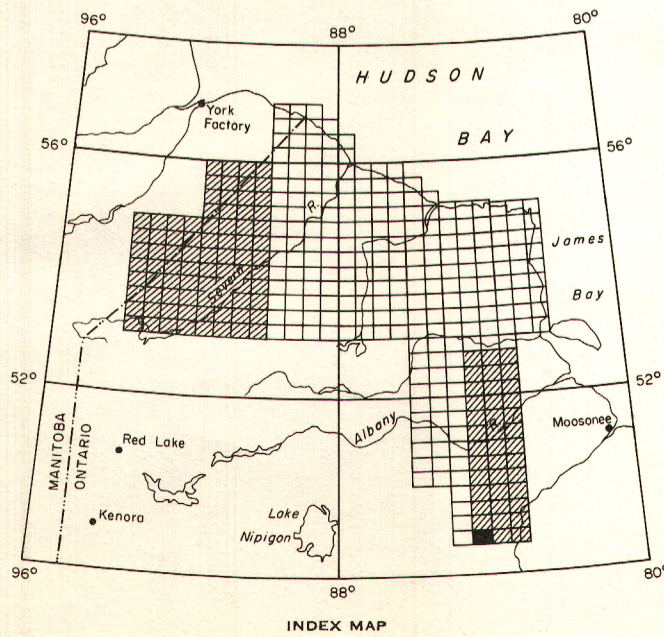 96°
88°
80°
HUDSON
BAY
York
Factory
56°
56°
R.
Severn
James
Bay
52°
52°
Albany
R.
Moosonee
MANITOBA
ONTARIO
Red Lake
Kenora
Lake
Nipigon
96°
88°
80°
INDEX MAP